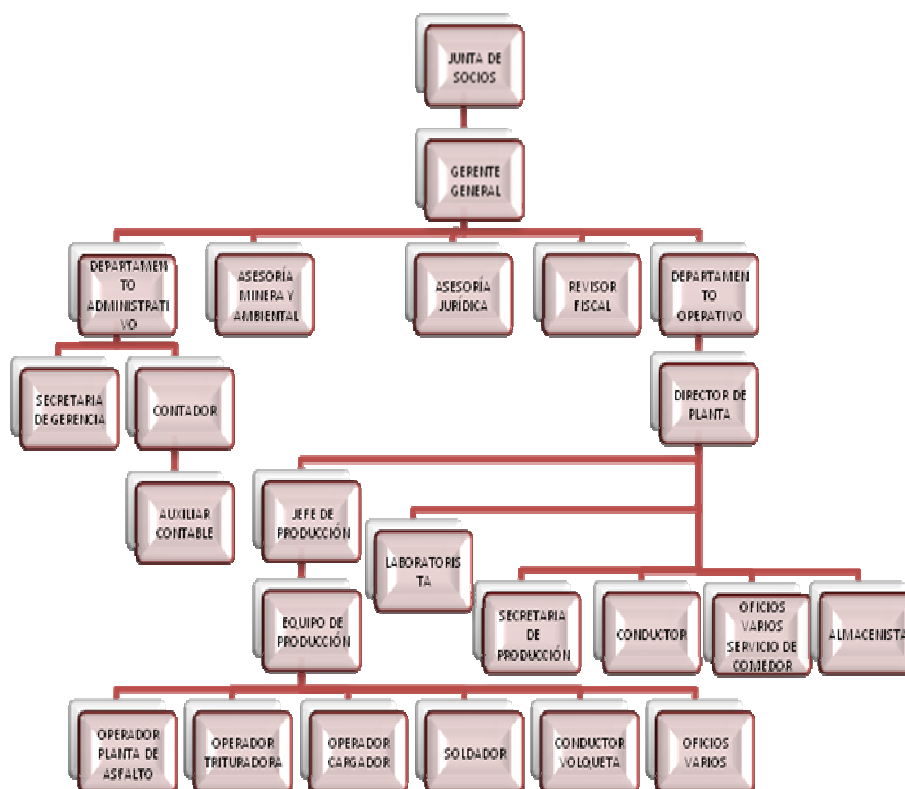 JUNTA DE
SOCIOS
GERENTE
GENERAL
DEPARTAMEN
TO
ADMINISTRATI
VO
ASESORÍA
MINERA Y
AMBIENTAL
ASESORÍA
JURÍDICA
REVISOR
FISCAL
DEPARTAMEN
TO
OPERATIVO
SECRETARIA
DE GERENCIA
CONTADOR
DIRECTOR DE
PLANTA
AUXILIAR
CONTABLE
JEFE DE
PRODUCCIÓN
LABORATORIS
TA
EQUIPO DE
PRODUCCIÓN
SECRETARIA
DE
PRODUCCIÓN
CONDUCTOR
OFICIOS
VARIOS
SERVICIO DE
COMEDOR
ALMACENISTA
OPERADOR
PLANTA DE
ASFALTO
OPERADOR
TRITURADORA
OPERADOR
CARGADOR
SOLDADOR
CONDUCTOR
VOLQUETA
OFICIOS
VARIOS